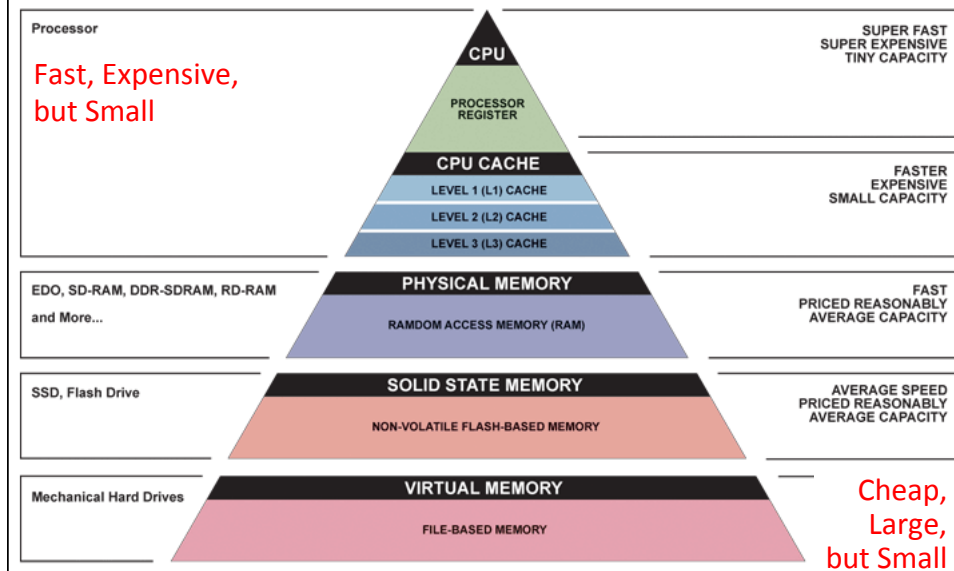 Processor
Fast, Expensive,
but Small
CPU
PROCESSOR
REGISTER
SUPER FAST
SUPER EXPENSIVE
TINY CAPACITY
CPU CACHE
LEVEL 1 (L1) CACHE
LEVEL 2 (L2) CACHE
LEVEL 3 (L3) CACHE
FASTER
EXPENSIVE
SMALL CAPACITY
EDO, SD-RAM, DDR-SDRAM, RD-RAM
and More...
PHYSICAL MEMORY
RAMDOM ACCESS MEMORY (RAM)
FAST
PRICED REASONABLY
AVERAGE CAPACITY
SSD, Flash Drive
SOLID STATE MEMORY
NON-VOLATILE FLASH-BASED MEMORY
AVERAGE SPEED
PRICED REASONABLY
AVERAGE CAPACITY
Mechanical Hard Drives
VIRTUAL MEMORY
FILE-BASED MEMORY
Cheap,
Large,
but Small